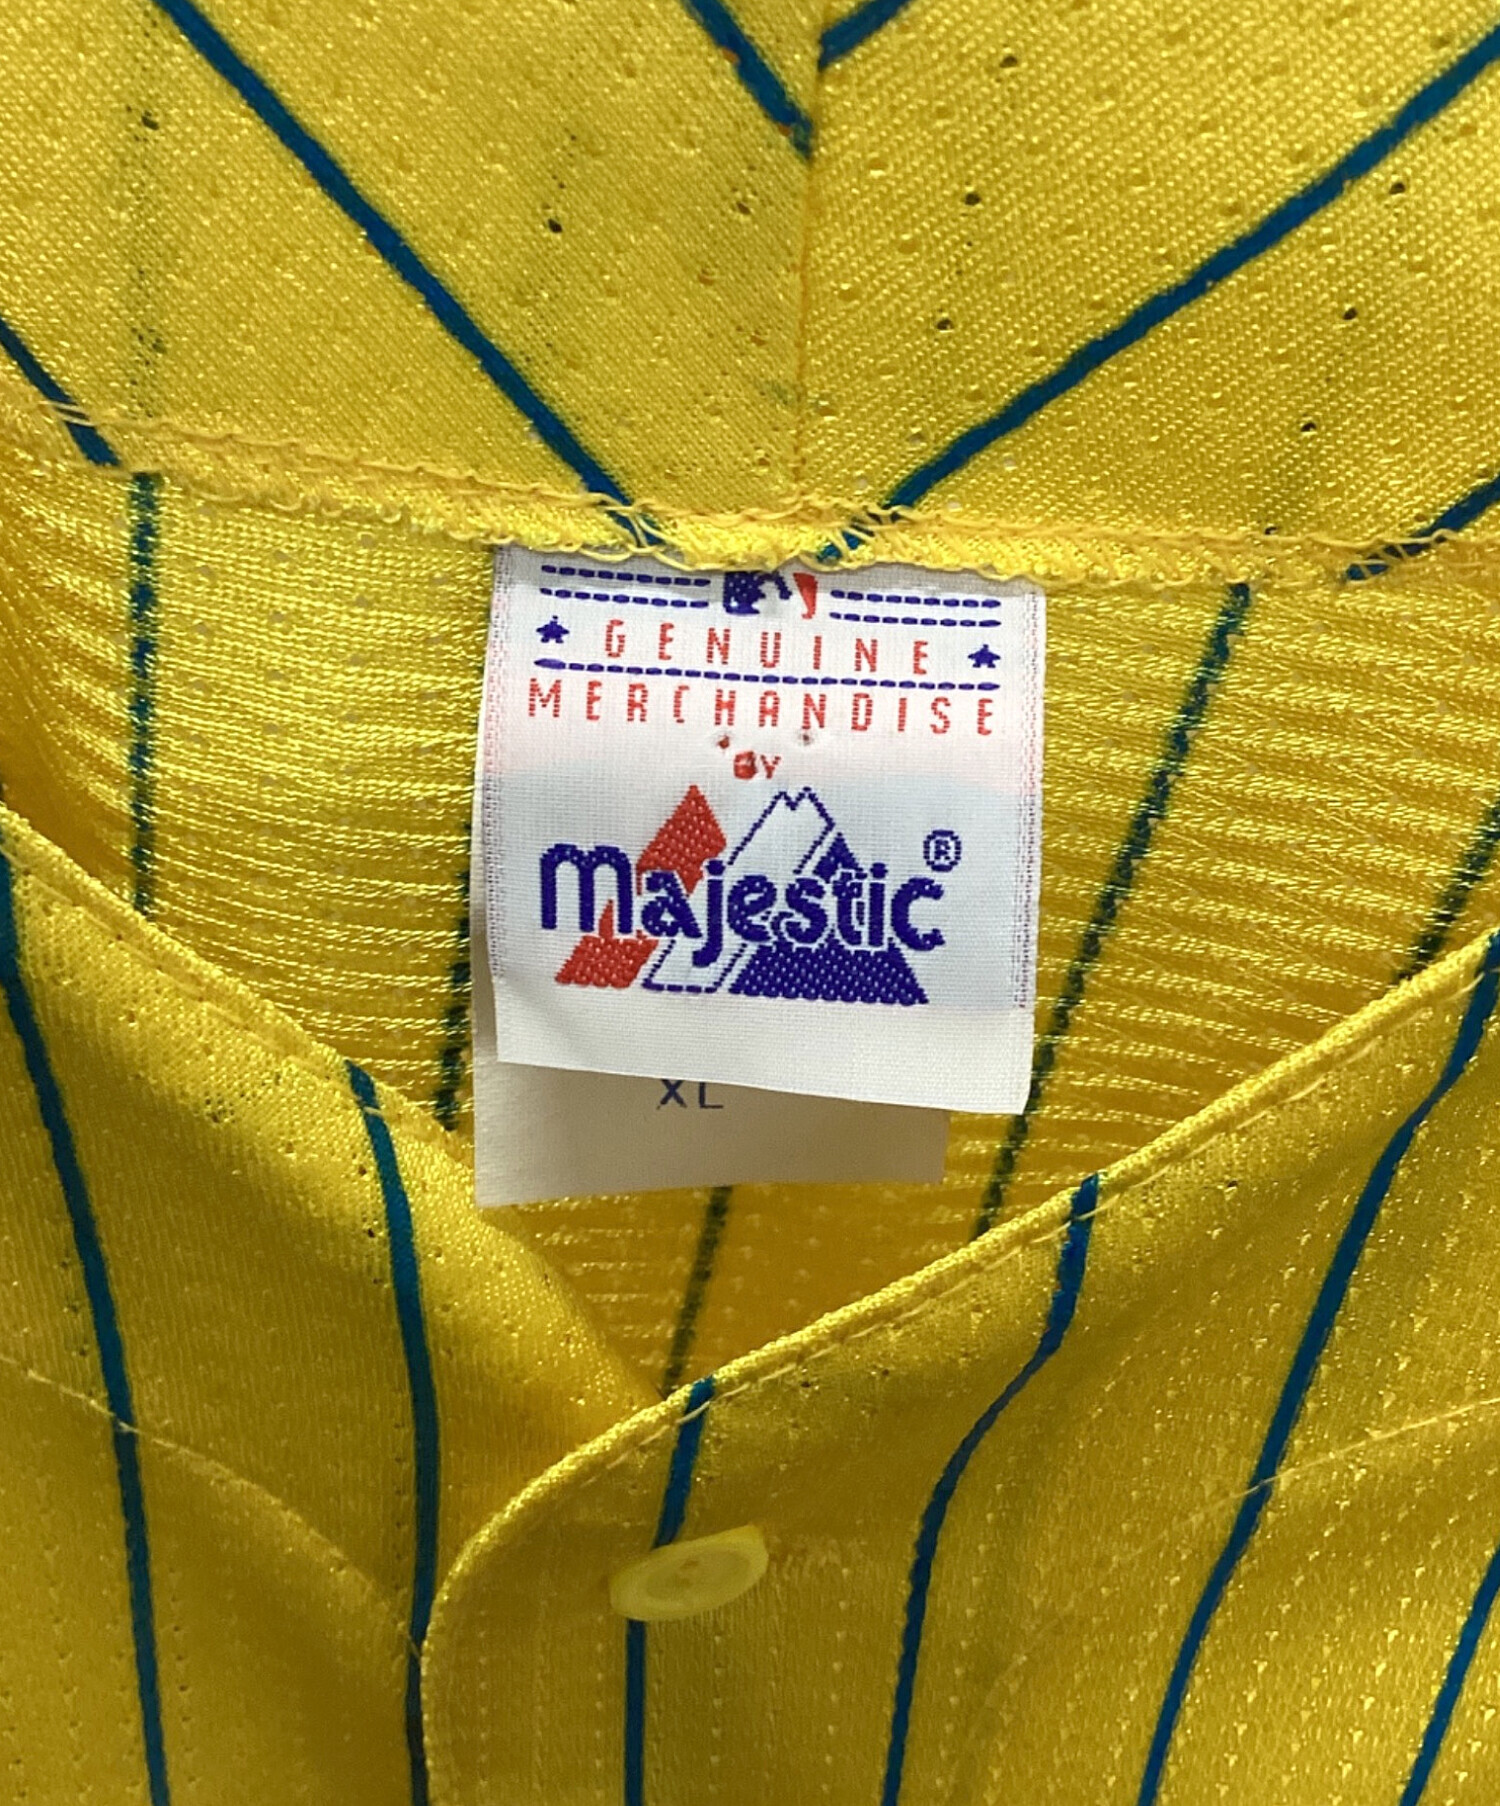 GENUINE
MERCHANDISE
BY
majestic®
XL